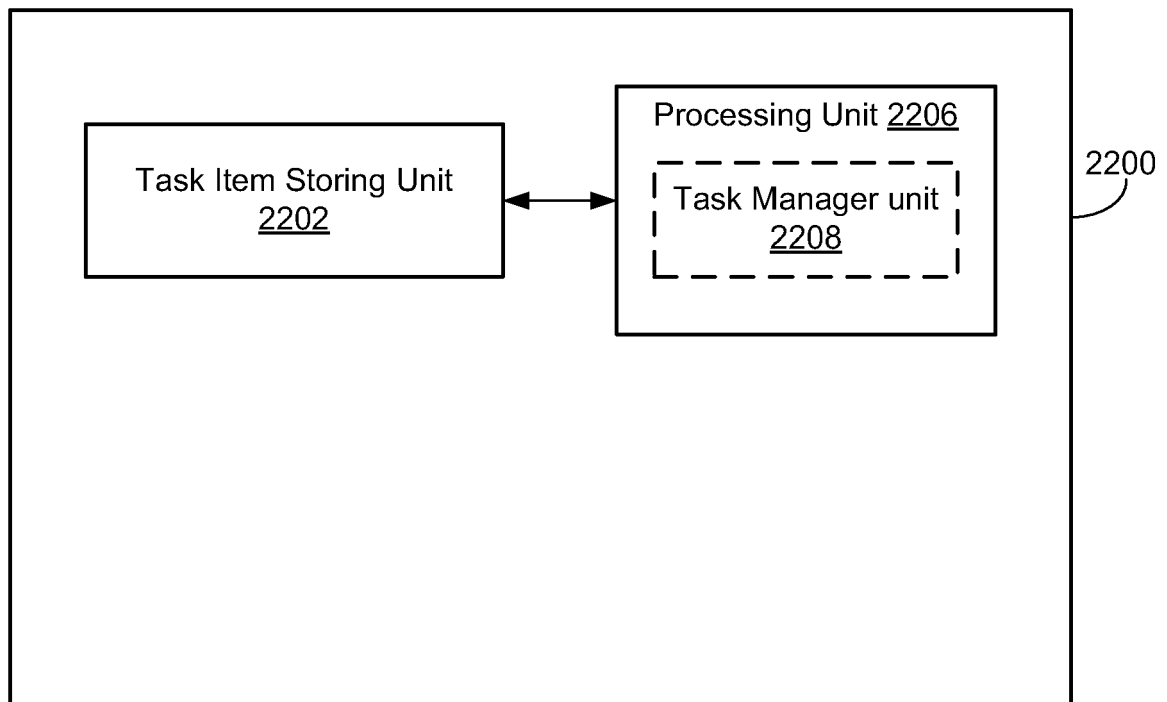 Processing Unit 2206
Task Item Storing Unit
2202
Task Manager unit
2208
2200